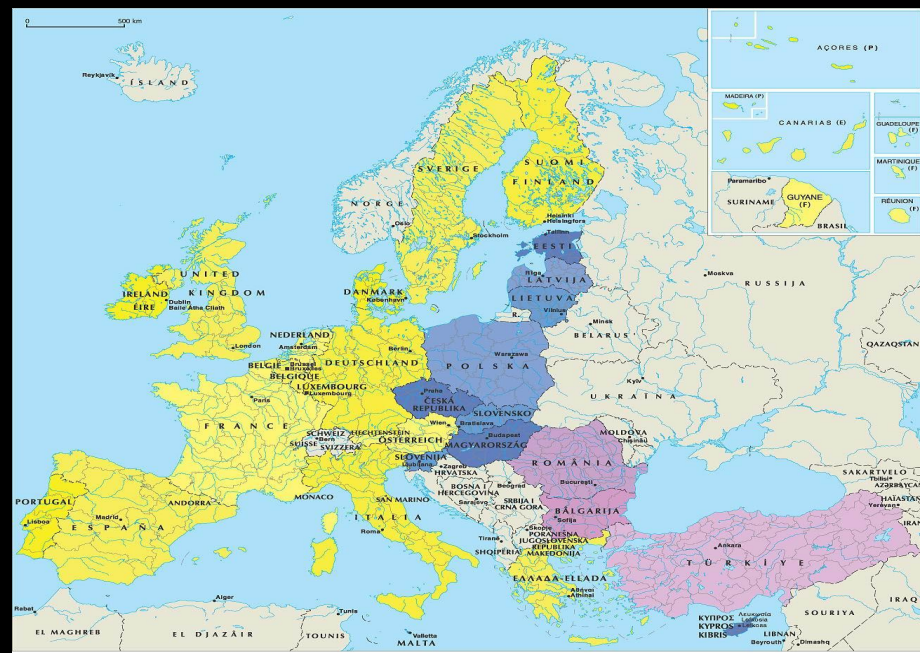 0 500 km
AÇORES (P)
MADEIRA (P)
CANARIAS (E)
GUADELOUPE
(F)
MARTINIQUE
(F)
RÉUNION
(F)
Paramaribo
SURINAME
GUYANE
(F)
BRASIL
Reykjavik
ÍSLAND
NORGE
Oslo
SVERIGE
Stockholm
SUOMI
FINLAND
Helsinki
Helsingfors
Tallinn
EESTI
Rīga
LATVIJA
LIETUVA
Vilnius
R.
Moskva
RUSSIJA
Minsk
BELARUS'
QAZAQSTAN
UNITED
KINGDOM
London
IRELAND
ÉIRE
Dublin
Baile Átha Cliath
DANMARK
København
NEDERLAND
Amsterdam
BELGIË
BELGIQUE
Brussel
Bruxelles
LUXEMBOURG
Luxembourg
Berlin
DEUTSCHLAND
Warszawa
POLSKA
Praha
ČESKÁ
REPUBLIKA
SLOVENSKO
Bratislava
Kyïv
UKRAÏNA
Paris
FRANCE
SCHWEIZ
Bern
SUISSE
SVIZZERA
LIECHTENSTEIN
Wien
ÖSTERREICH
Budapest
MAGYARORSZÁG
MOLDOVA
Chişinău
SLOVENIJA
Ljubljana
Zagreb
HRVATSKA
ROMÂNIA
Bucureşti
BOSNA I
HERCEGOVINA
Sarajevo
Beograd
SRBIJA I
CRNA GORA
BĂLGARIJA
Sofija
PORTUGAL
Lisboa
Madrid
ESPAÑA
ANDORRA
MONACO
SAN MARINO
ITALIA
Roma
Skopje
PORANEŠNA
JUGOSLOVENSKA
REPUBLIKA
MAKEDONIJA
Tiranë
SHQIPËRIA
ΕΛΛΑΔΑ-ELLADA
Αθήναι
Athinai
Ankara
TÜRKİYE
SAKARTVELO
Tbilisi
AZƏRBAYCAN
HAÏASTAN
Yerevan
IRAN
IRAQ
SOURIYA
Dimashq
LIBNAN
Beyrouth
ΚΥΠΡΟΣ
KYPROS
KIBRIS
Λευκωσία
Lefkosia
Lefkosa
Rabat
EL MAGHREB
Alger
EL DJAZÂIR
Tunis
TOUNIS
Valletta
MALTA